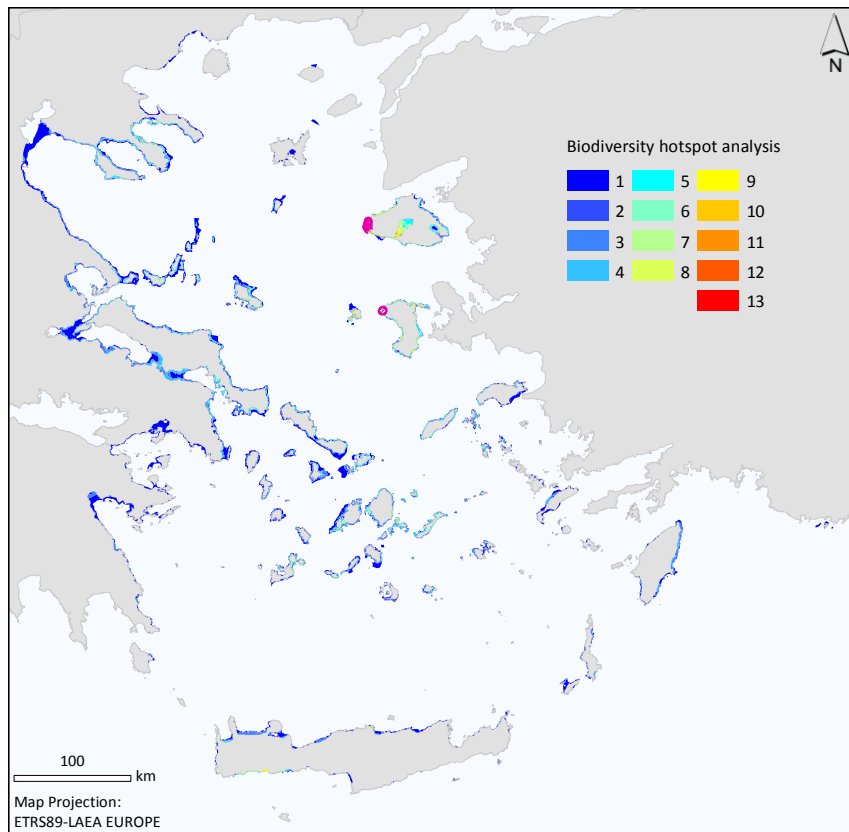 N
Biodiversity hotspot analysis
1 5 9
2 6 10
3 7 11
4 8 12
13
100
km
Map Projection:
ETRS89-LAEA EUROPE